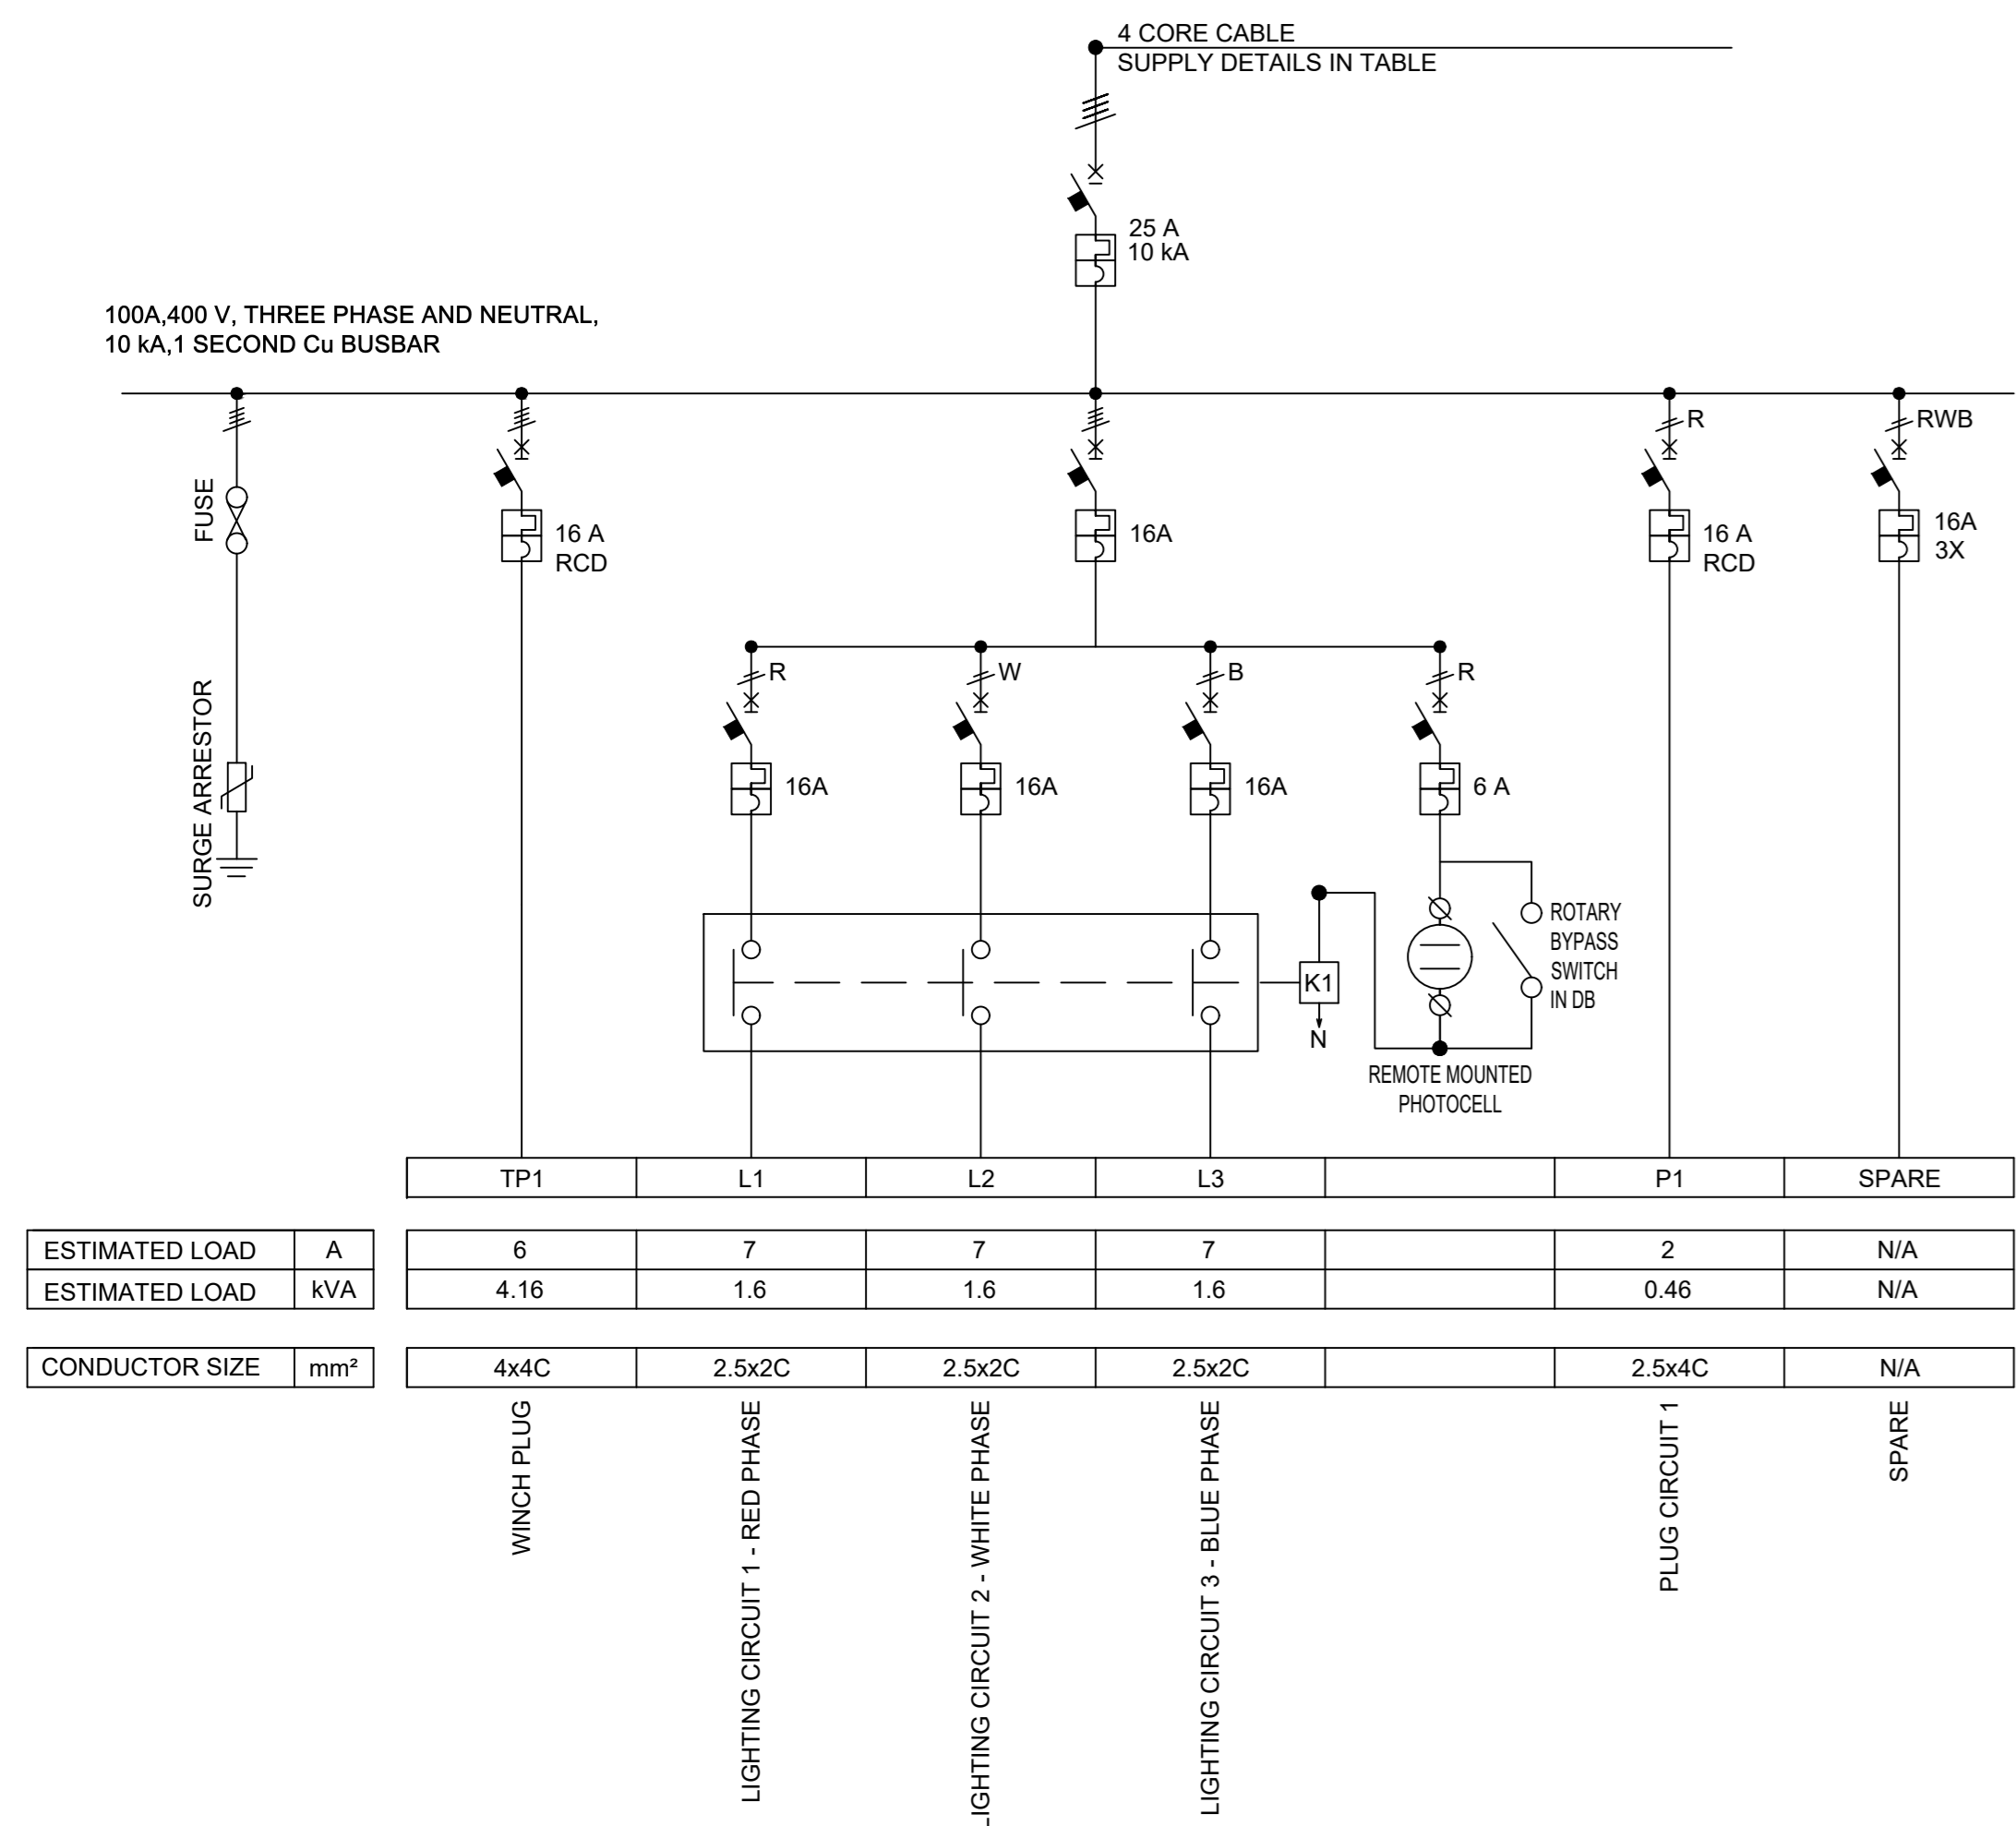 4 CORE CABLE
SUPPLY DETAILS IN TABLE
25 A
10 kA
100A,400 V, THREE PHASE AND NEUTRAL,
10 kA,1 SECOND Cu BUSBAR
R
RWB
FUSE
16 A
RCD
16A
16 A
RCD
16A
3X
R
W
B
R
SURGE ARRESTOR
16A
16A
16A
6 A
ROTARY
BYPASS
SWITCH
IN DB
K1
N
REMOTE MOUNTED
PHOTOCELL
TP1 L1 L2 L3 P1 SPARE
ESTIMATED LOAD A 6 7 7 7 2 N/A
ESTIMATED LOAD kVA 4.16 1.6 1.6 1.6 0.46 N/A
CONDUCTOR SIZE mm² 4x4C 2.5x2C 2.5x2C 2.5x2C 2.5x4C N/A
WINCH PLUG
LIGHTING CIRCUIT 1 - RED PHASE
LIGHTING CIRCUIT 2 - WHITE PHASE
LIGHTING CIRCUIT 3 - BLUE PHASE
PLUG CIRCUIT 1
SPARE